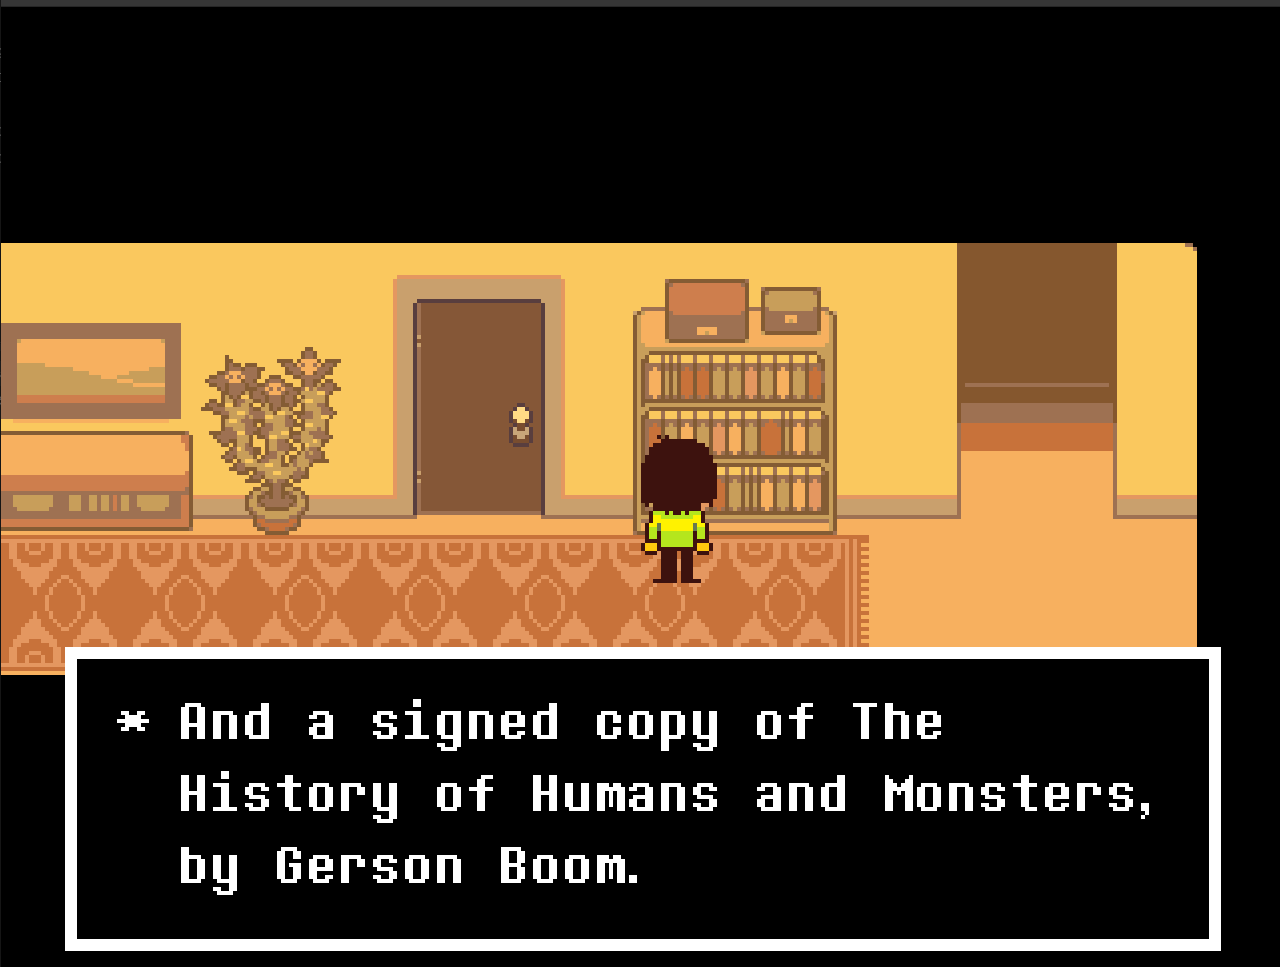 * And a signed copy of The
History of Humans and Monsters,
by Gerson Boom.